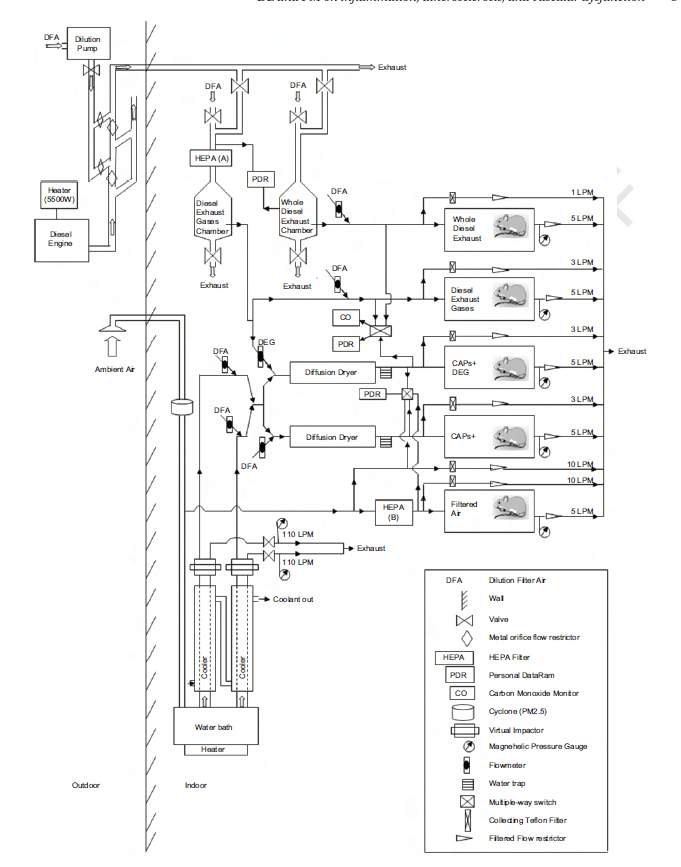 DFA
Dilution
Pump
Exhaust
DFA
DFA
HEPA (A)
PDR
Heater
(5500W)
Diesel
Engine
Diesel
Exhaust
Gases
Chamber
Whole
Diesel
Exhaust
Chamber
DFA
1 LPM
Whole
Diesel
Exhaust
5 LPM
Exhaust
Exhaust
DFA
3 LPM
Diesel
Exhaust
Gases
5 LPM
CO
PDR
Ambient Air
DFA
DEG
3 LPM
Diffusion Dryer
CAPs+
DEG
5 LPM
Exhaust
PDR
DFA
3 LPM
Diffusion Dryer
CAPs+
5 LPM
DFA
10 LPM
10 LPM
HEPA
(B)
Filtered
Air
5 LPM
110 LPM
Exhaust
110 LPM
Coolant out
Cooler
Cooler
Water bath
Heater
Outdoor
Indoor
DFA Dilution Filter Air
Wall
Valve
Metal orifice flow restrictor
HEPA HEPA Filter
PDR Personal DataRam
CO Carbon Monoxide Monitor
Cyclone (PM2.5)
Virtual Impactor
Magnehelic Pressure Gauge
Flowmeter
Water trap
Multiple-way switch
Collecting Teflon Filter
Filtered Flow restrictor